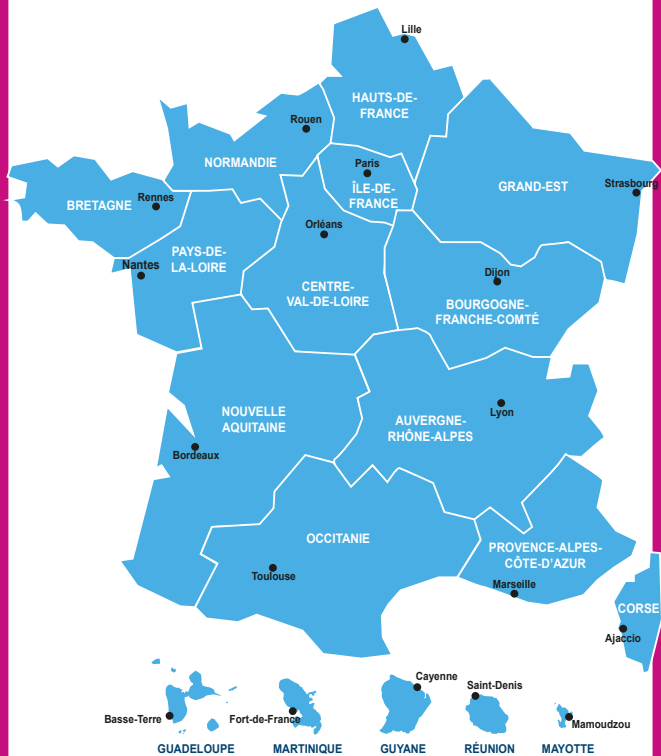 Lille
HAUTS-DE-
FRANCE
Rouen
NORMANDIE
Paris
ÎLE-DE-
FRANCE
GRAND-EST
Strasbourg
BRETAGNE
Rennes
Orléans
PAYS-DE-
LA-LOIRE
Nantes
CENTRE-
VAL-DE-LOIRE
Dijon
BOURGOGNE-
FRANCHE-COMTÉ
NOUVELLE
AQUITAINE
Lyon
AUVERGNE-
RHÔNE-ALPES
Bordeaux
OCCITANIE
Toulouse
PROVENCE-ALPES-
CÔTE-D'AZUR
Marseille
CORSE
Ajaccio
Cayenne
Saint-Denis
Basse-Terre
Fort-de-France
Mamoudzou
GUADELOUPE
MARTINIQUE
GUYANE
RÉUNION
MAYOTTE